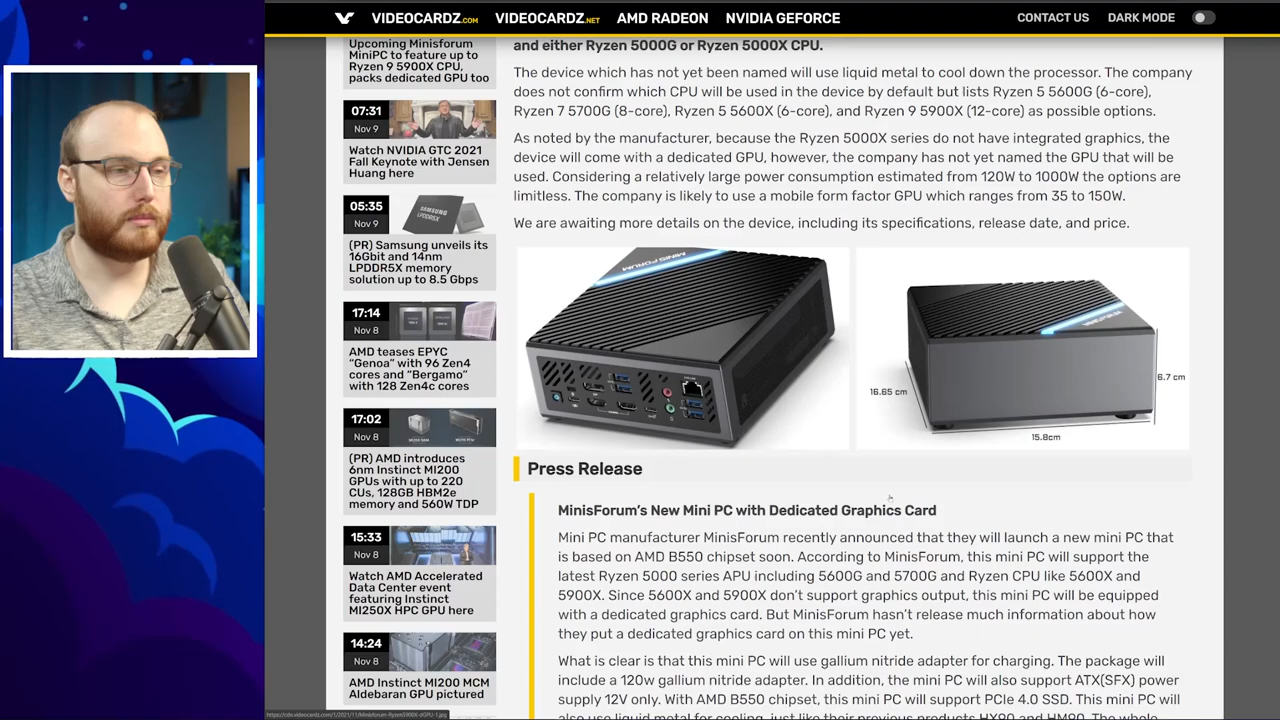 VIDEOCARDZ.COM
VIDEOCARDZ.NET
AMD RADEON
NVIDIA GEFORCE
CONTACT US
DARK MODE
Upcoming Minisforum
MiniPC to feature up to
Ryzen 9 5900X CPU,
packs dedicated GPU too
07:31
Nov 9
Watch NVIDIA GTC 2021
Fall Keynote with Jensen
Huang here
05:35
Nov 9
SAMSUNG
LPDDR5X
(PR) Samsung unveils its
16Gbit and 14nm
LPDDR5X memory
solution up to 8.5 Gbps
17:14
Nov 8
AMD teases EPYC
“Genoa” with 96 Zen4
cores and “Bergamo”
with 128 Zen4c cores
17:02
Nov 8
(PR) AMD introduces
6nm Instinct MI200
GPUs with up to 220
CUs, 128GB HBM2e
memory and 560W TDP
15:33
Nov 8
Watch AMD Accelerated
Data Center event
featuring Instinct
MI250X HPC GPU here
14:24
Nov 8
AMD Instinct MI200 MCM
Aldebaran GPU pictured
and either Ryzen 5000G or Ryzen 5000X CPU.
The device which has not yet been named will use liquid metal to cool down the processor. The company
does not confirm which CPU will be used in the device by default but lists Ryzen 5 5600G (6-core),
Ryzen 7 5700G (8-core), Ryzen 5 5600X (6-core), and Ryzen 9 5900X (12-core) as possible options.
As noted by the manufacturer, because the Ryzen 5000X series do not have integrated graphics, the
device will come with a dedicated GPU, however, the company has not yet named the GPU that will be
used. Considering a relatively large power consumption estimated from 120W to 1000W the options are
limitless. The company is likely to use a mobile form factor GPU which ranges from 35 to 150W.
We are awaiting more details on the device, including its specifications, release date, and price.
MINISFORUM
16.65 cm
6.7 cm
15.8cm
Press Release
MinisForum’s New Mini PC with Dedicated Graphics Card
Mini PC manufacturer MinisForum recently announced that they will launch a new mini PC that
is based on AMD B550 chipset soon. According to MinisForum, this mini PC will support the
latest Ryzen 5000 series APU including 5600G and 5700G and Ryzen CPU like 5600X and
5900X. Since 5600X and 5900X don’t support graphics output, this mini PC will be equipped
with a dedicated graphics card. But MinisForum hasn’t release much information about how
they put a dedicated graphics card on this mini PC yet.
What is clear is that this mini PC will use gallium nitride adapter for charging. The package will
include a 120w gallium nitride adapter. In addition, the mini PC will also support ATX(SFX) power
supply 12V only. With AMD B550 chipset, this mini PC will support PCIe 4.0 SSD. This mini PC will
also use liquid metal for cooling, just like their previous products HX90 and HM90. The whole